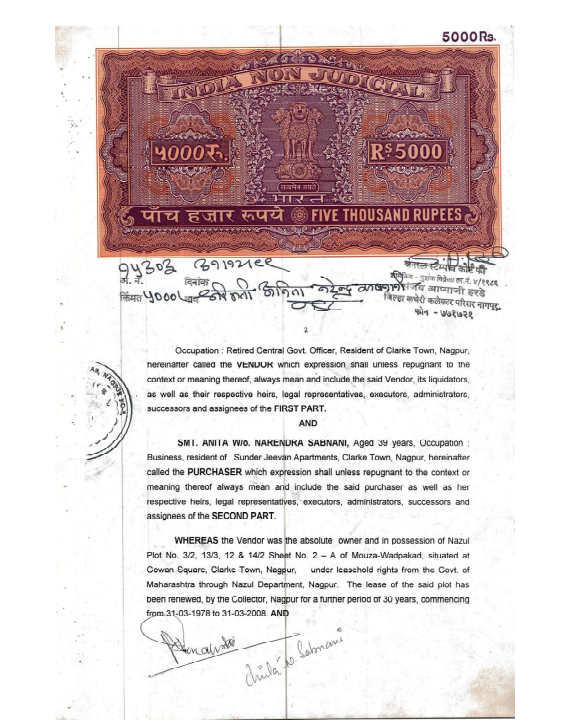 5000Rs.
INDIA NON JUDICIAL
५०००रु.
Rs 5000
सत्यमेव जयते
भारत
पाँच हजार रूपये FIVE THOUSAND RUPEES
अ. नं. दिनांक
किंमत
जनरल स्टॅम्प कोर्ट फी
जिल्हा कचेरी कलेक्टर परिसर नागपूर.
2
Occupation : Retired Central Govt. Officer, Resident of Clarke Town, Nagpur,
hereinafter called the VENDOR which expression shall unless repugnant to the
context or meaning thereof, always mean and include the said Vendor, its liquidators,
as well as their respective heirs, legal representatives, executors, administrators,
successors and assignees of the FIRST PART.
AND
SMT. ANITA W/o. NARENDRA SABNANI, Aged 39 years, Occupation :
Business, resident of Sunder Jeevan Apartments, Clarke Town, Nagpur, hereinafter
called the PURCHASER which expression shall unless repugnant to the context or
meaning thereof always mean and include the said purchaser as well as her
respective heirs, legal representatives, executors, administrators, successors and
assignees of the SECOND PART.
WHEREAS the Vendor was the absolute owner and in possession of Nazul
Plot No. 3/2, 13/3, 12 & 14/2 Sheet No. 2 – A of Mouza-Wadpakad, situated at
Cowan Square, Clarke Town, Nagpur, under leasehold rights from the Govt. of
Maharashtra through Nazul Department, Nagpur. The lease of the said plot has
been renewed, by the Collector, Nagpur for a further period of 30 years, commencing
from 31-03-1978 to 31-03-2008. AND